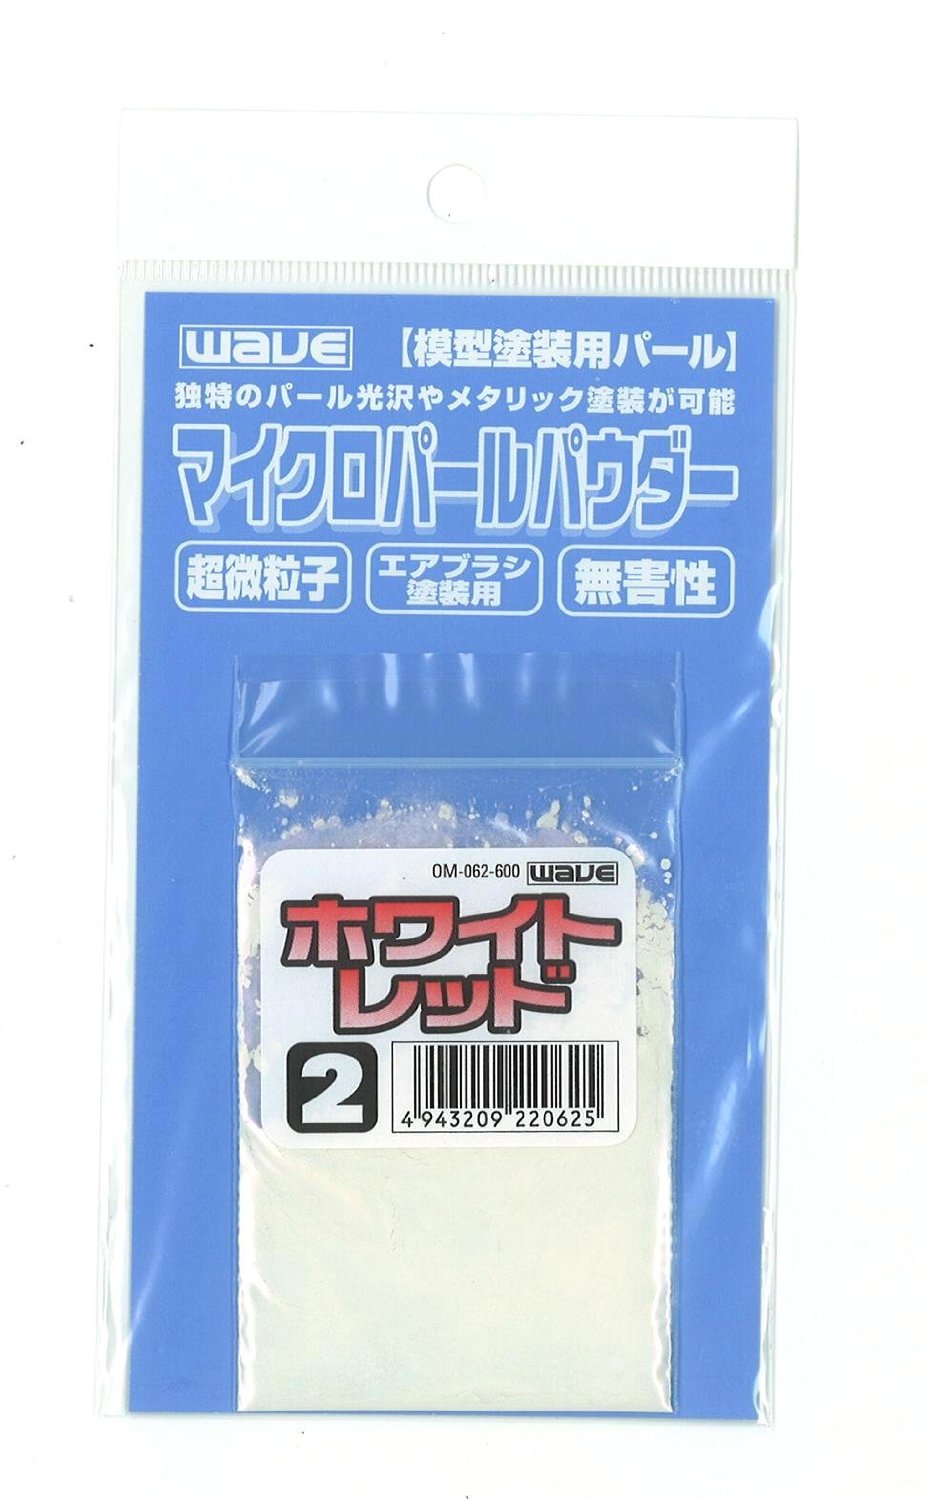 WAVE 【模型塗装用パール】
独特のパール光沢やメタリック塗装が可能
マイクロパールパウダー
超微粒子
エアブラシ
塗装用
無害性
OM-062-600 WAVE
ホワイト
レッド
2
4 943209 220625